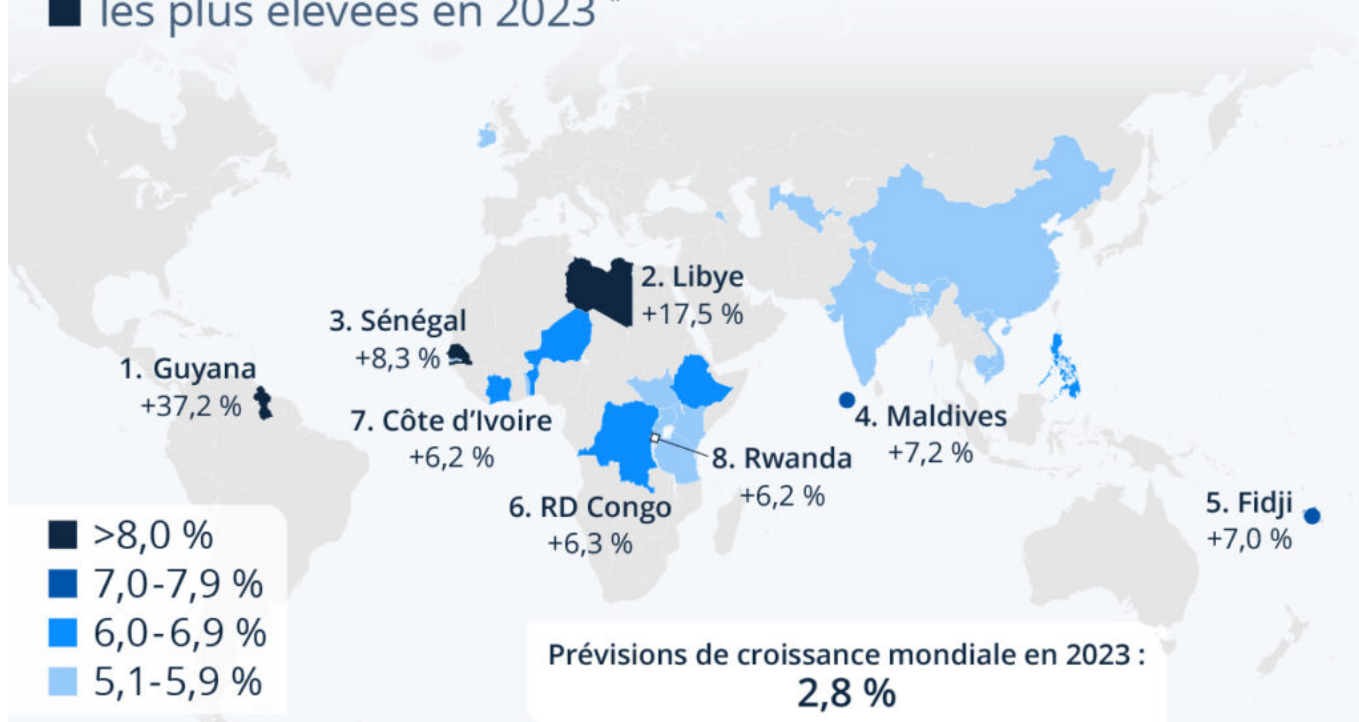 les plus élevées en 2023 *
2. Libye
+17,5 %
3. Sénégal
+8,3 %
1. Guyana
+37,2 %
7. Côte d'Ivoire
+6,2 %
4. Maldives
+7,2 %
8. Rwanda
+6,2 %
6. RD Congo
+6,3 %
5. Fidji
+7,0 %
>8,0 %
7,0-7,9 %
6,0-6,9 %
5,1-5,9 %
Prévisions de croissance mondiale en 2023 :
2,8 %